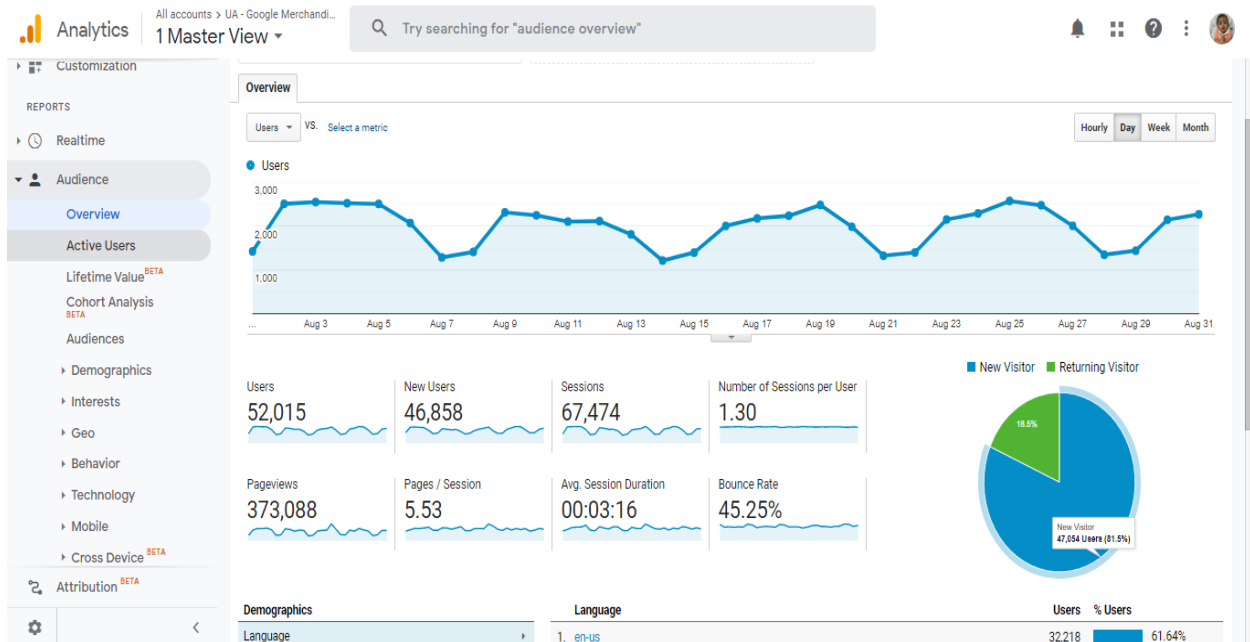 All accounts > UA - Google Merchandi...
Analytics
1 Master View
Try searching for "audience overview"
Customization
REPORTS
Realtime
Audience
Overview
Active Users
Lifetime Value BETA
Cohort Analysis
BETA
Audiences
Demographics
Interests
Geo
Behavior
Technology
Mobile
Cross Device BETA
Attribution BETA
Overview
Users VS. Select a metric
Hourly Day Week Month
Users
3,000
2,000
1,000
... Aug 3 Aug 5 Aug 7 Aug 9 Aug 11 Aug 13 Aug 15 Aug 17 Aug 19 Aug 21 Aug 23 Aug 25 Aug 27 Aug 29 Aug 31
Users
52,015
New Users
46,858
Sessions
67,474
Number of Sessions per User
1.30
Pageviews
373,088
Pages / Session
5.53
Avg. Session Duration
00:03:16
Bounce Rate
45.25%
New Visitor Returning Visitor
18.5%
New Visitor
47,054 Users (81.5%)
Demographics
Language
Language Users % Users
1. en-us 32,218 61.64%